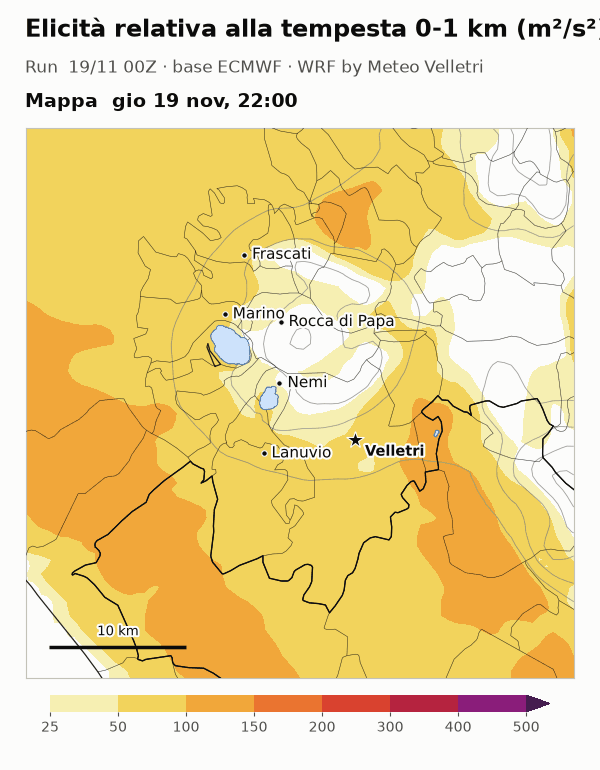 Elicità relativa alla tempesta 0-1 km (m²/s²)
Run  19/11 00Z · base ECMWF · WRF by Meteo Velletri
Mappa  gio 19 nov, 22:00
Frascati
Marino
Rocca di Papa
Nemi
Velletri
Lanuvio
10 km
25 50 100 150 200 300 400 500